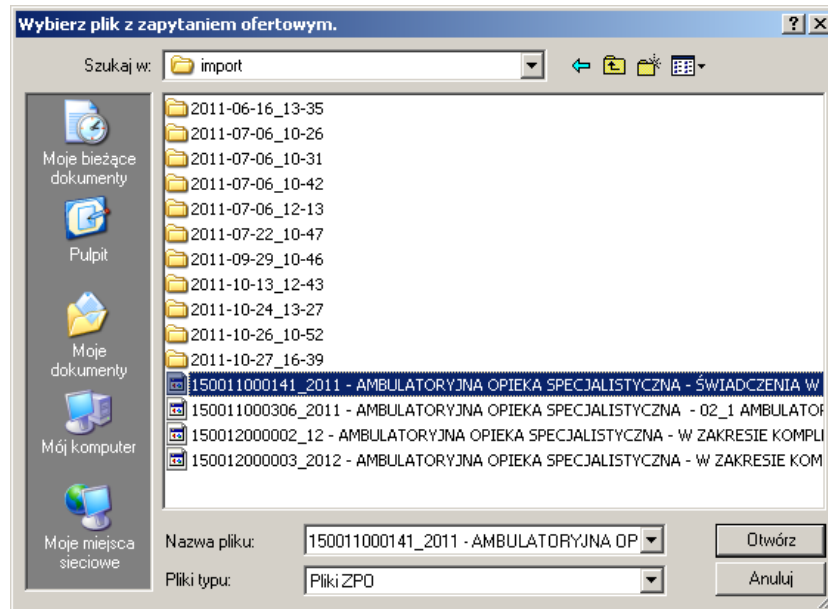 Wybierz plik z zapytaniem ofertowym.
Szukaj w:
import
Moje bieżące
dokumenty
Pulpit
Moje
dokumenty
Mój komputer
Moje miejsca
sieciowe
2011-06-16_13-35
2011-07-06_10-26
2011-07-06_10-31
2011-07-06_10-42
2011-07-06_12-13
2011-07-22_10-47
2011-09-29_10-46
2011-10-13_12-43
2011-10-24_13-27
2011-10-26_10-52
2011-10-27_16-39
150011000141_2011 - AMBULATORYJNA OPIEKA SPECJALISTYCZNA - ŚWIADCZENIA W
150011000306_2011 - AMBULATORYJNA OPIEKA SPECJALISTYCZNA - 02_1 AMBULATOR
150012000002_12 - AMBULATORYJNA OPIEKA SPECJALISTYCZNA - W ZAKRESIE KOMPL
150012000003_2012 - AMBULATORYJNA OPIEKA SPECJALISTYCZNA - W ZAKRESIE KOM
Nazwa pliku:
150011000141_2011 - AMBULATORYJNA OP
Otwórz
Pliki typu:
Pliki ZPO
Anuluj